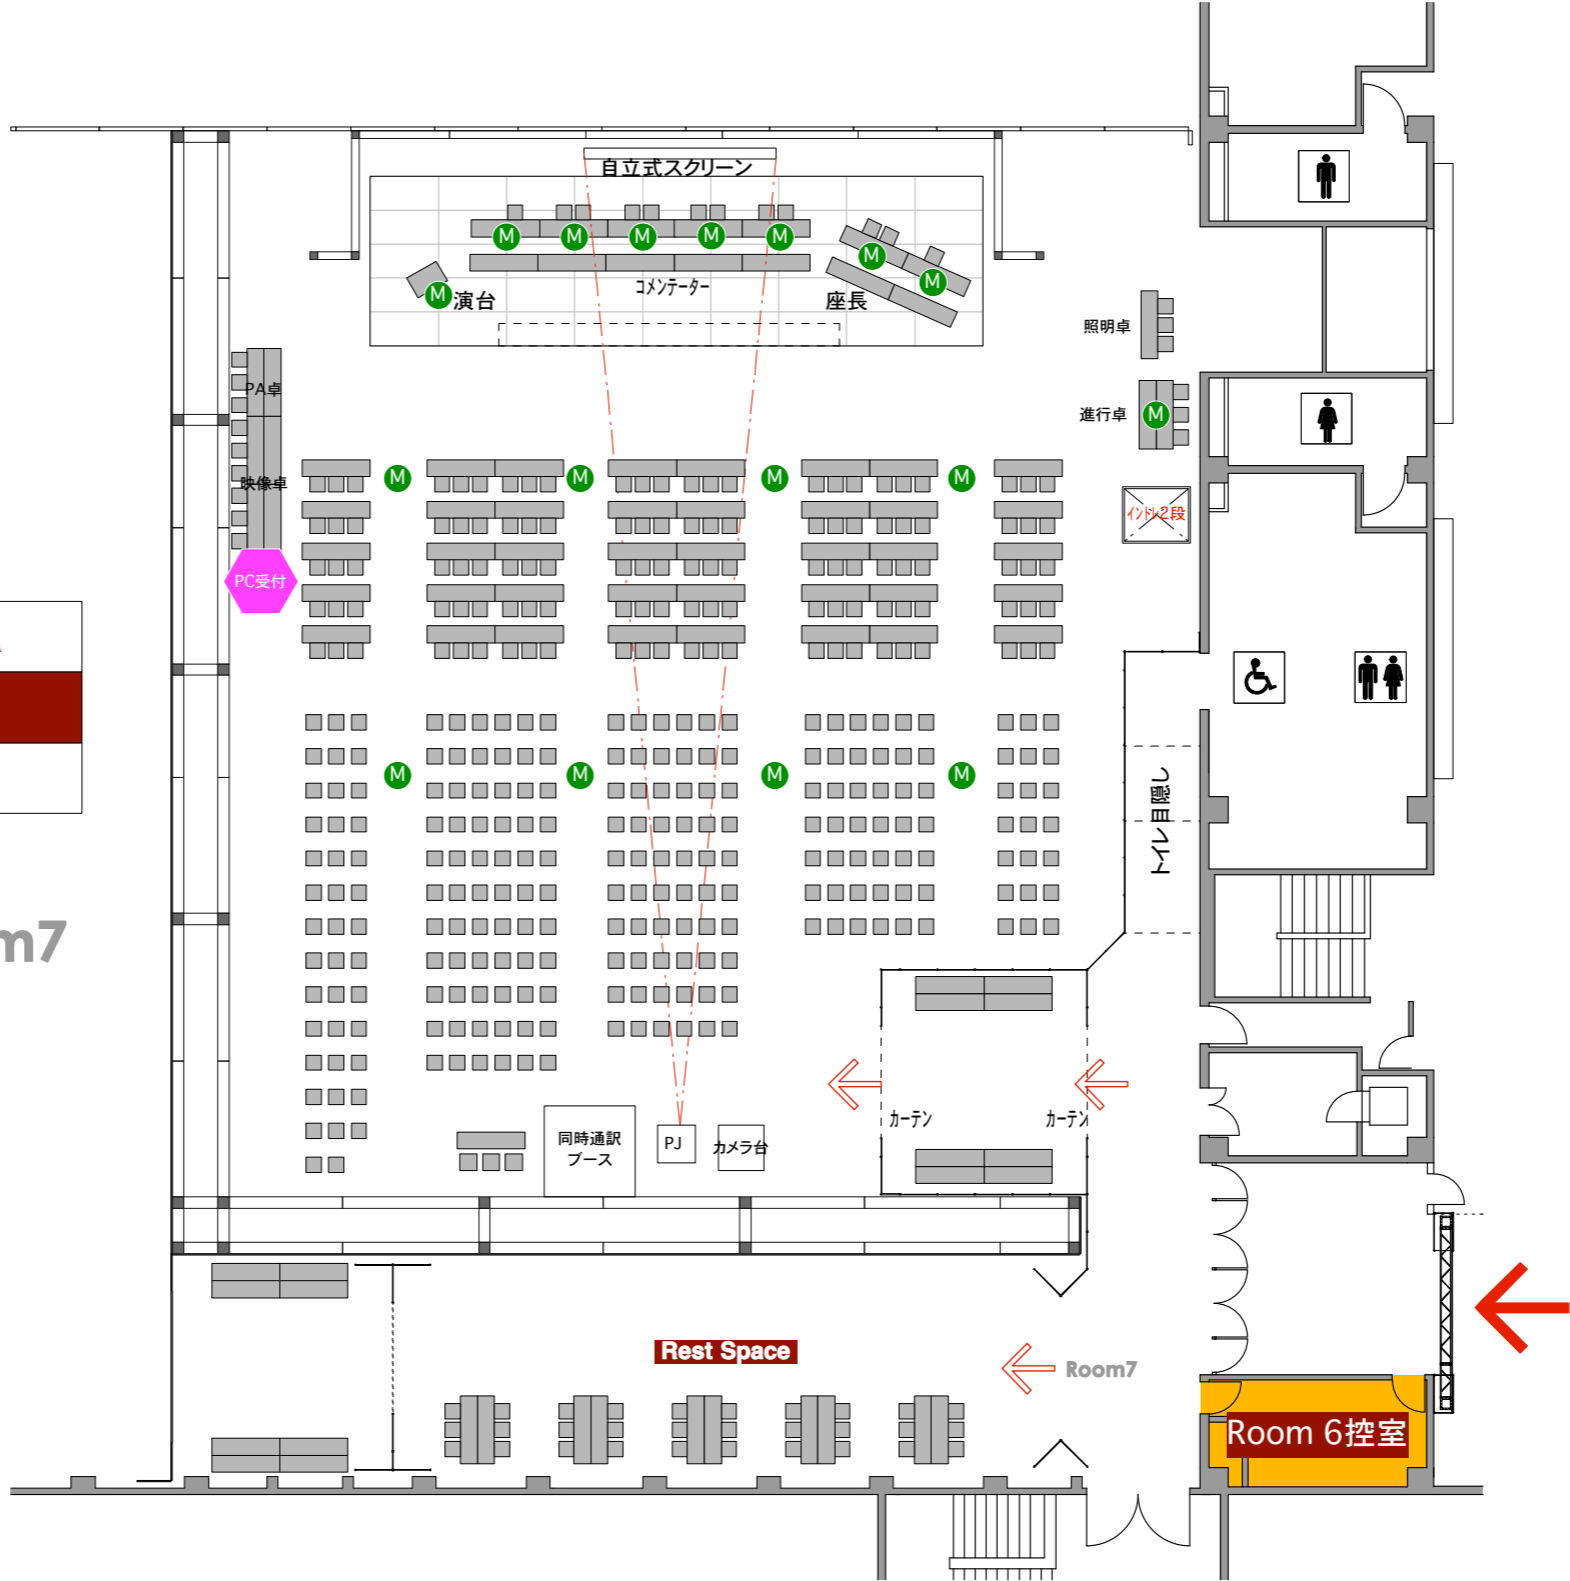 自立式スクリーン
M
M
M
M
M
M
M
M
演台
コメンテーター
座長
照明卓
PA卓
進行卓
M
映像卓
M
M
M
M
イントレ2段
PC受付
M
M
M
M
トイレ目隠し
m7
カーテン
カーテン
同時通訳
ブース
PJ
カメラ台
Rest Space
Room7
Room 6控室